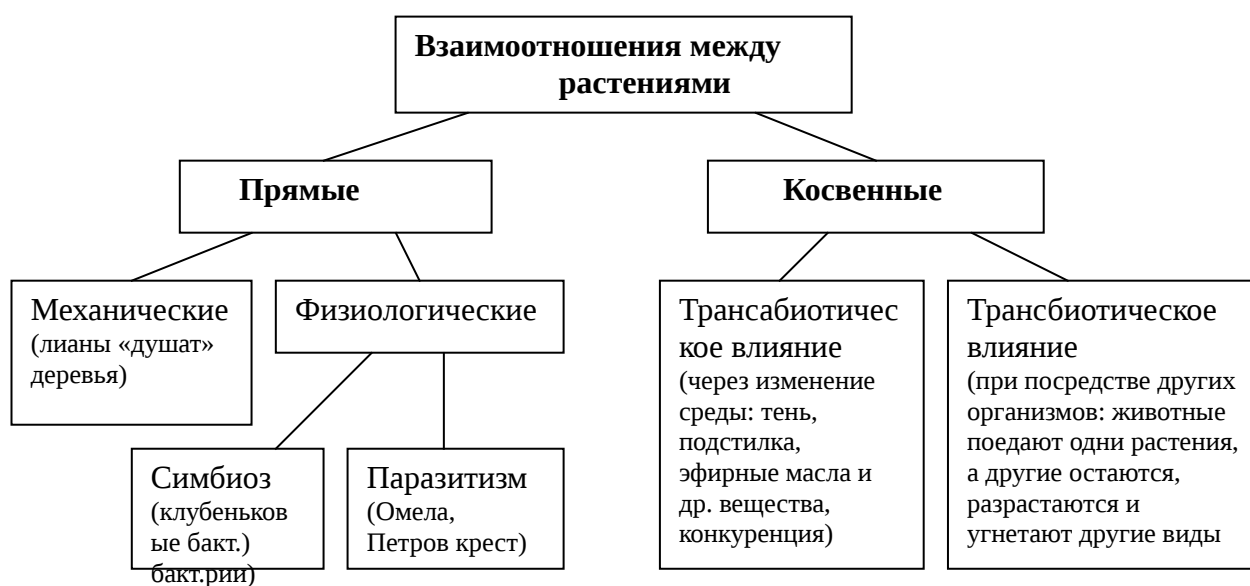 Взаимоотношения между
растениями
Прямые
Косвенные
Механические
(лианы «душат»
деревья)
Физиологические
Трансабиотичес
кое влияние
(через изменение
среды: тень,
подстилка,
эфирные масла и
др. вещества,
конкуренция)
Трансбиотическое
влияние
(при посредстве других
организмов: животные
поедают одни растения,
а другие остаются,
разрастаются и
угнетают другие виды
Симбиоз
(клубеньков
ые бакт.)
бакт.рии)
Паразитизм
(Омела,
Петров крест)